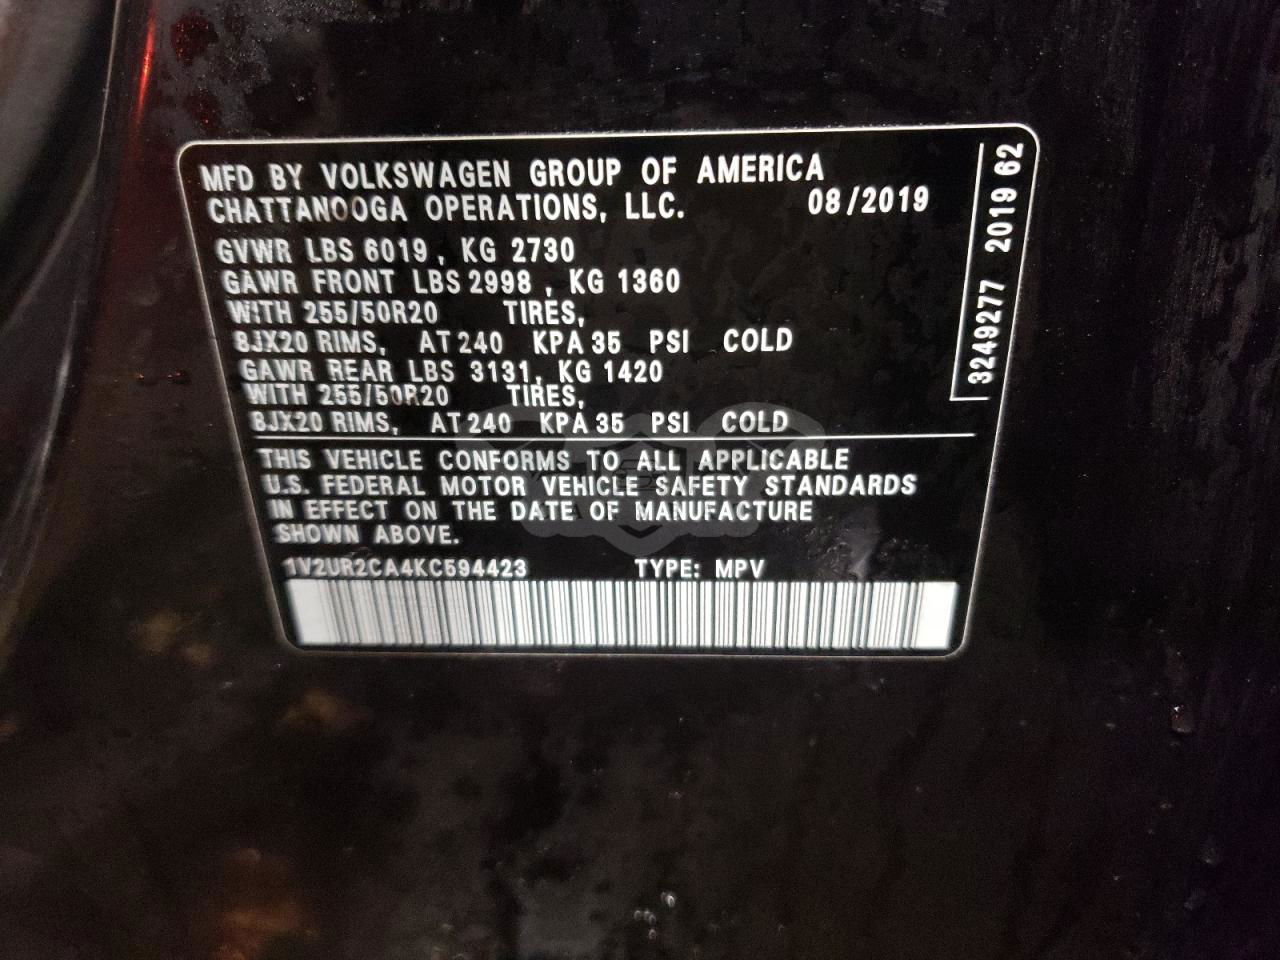 MFD BY VOLKSWAGEN GROUP OF AMERICA
CHATTANOOGA OPERATIONS, LLC. 08/2019
GVWR LBS 6019, KG 2730
GAWR FRONT LBS 2998, KG 1360
WITH 255/50R20 TIRES,
8JX20 RIMS, AT 240 KPA 35 PSI COLD
GAWR REAR LBS 3131, KG 1420
WITH 255/50R20 TIRES,
8JX20 RIMS, AT 240 KPA 35 PSI COLD
THIS VEHICLE CONFORMS TO ALL APPLICABLE
U.S. FEDERAL MOTOR VEHICLE SAFETY STANDARDS
IN EFFECT ON THE DATE OF MANUFACTURE
SHOWN ABOVE.
1V2UR2CA4KC594423 TYPE: MPV
3249277 2019 62